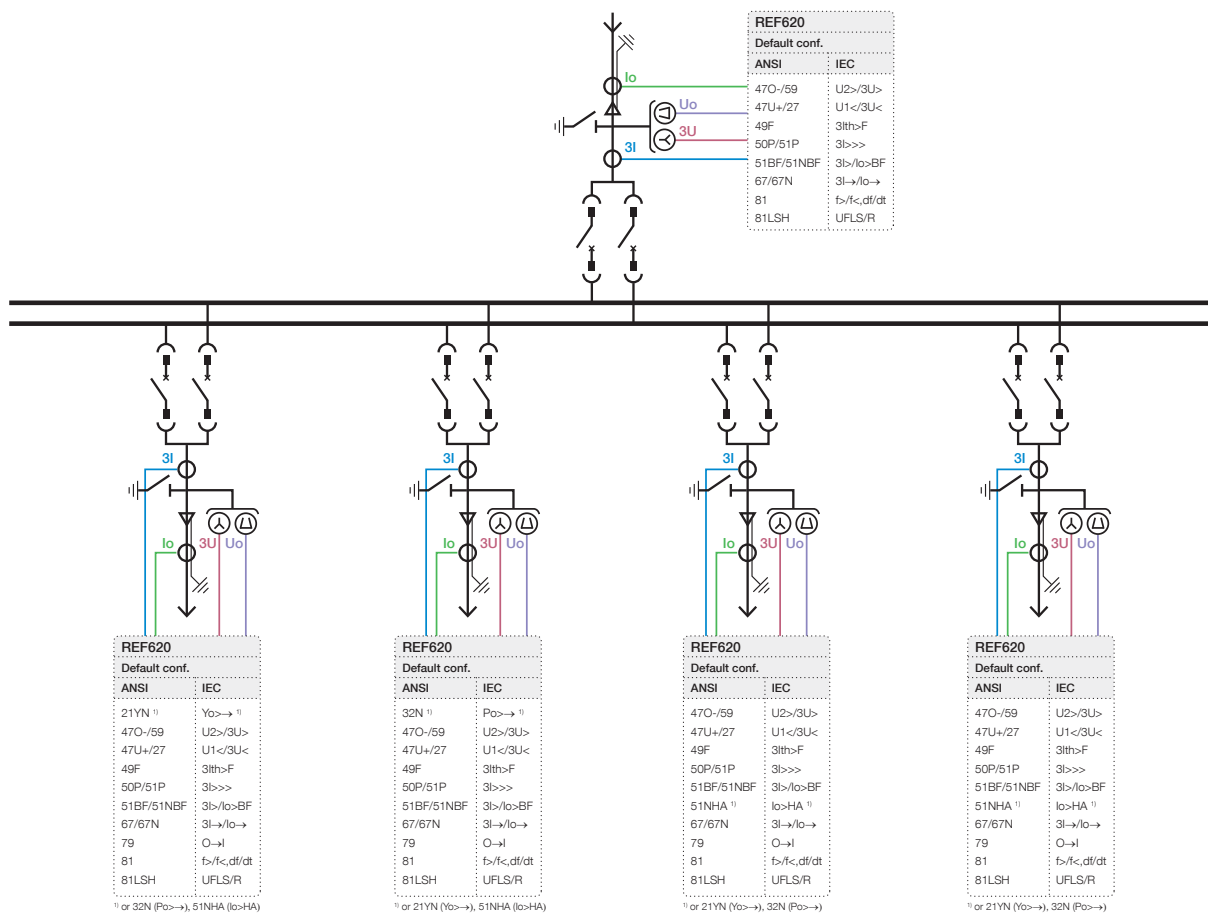 REF620
Default conf.
ANSI IEC
47O-/59 U2>/3U>
47U+/27 U1</3U<
49F 3Ith>F
50P/51P 3I>>>
51BF/51NBF 3I>/Io>BF
67/67N 3I→/Io→
81 f>/f<,df/dt
81LSH UFLS/R
Io
Uo
3U
3I
3I
Io 3U Uo
3I
Io 3U Uo
3I
Io 3U Uo
3I
Io 3U Uo
REF620
Default conf.
ANSI IEC
21YN ¹⁾ Yo>→ ¹⁾
47O-/59 U2>/3U>
47U+/27 U1</3U<
49F 3Ith>F
50P/51P 3I>>>
51BF/51NBF 3I>/Io>BF
67/67N 3I→/Io→
79 O→I
81 f>/f<,df/dt
81LSH UFLS/R
¹⁾ or 32N (Po>→), 51NHA (Io>HA)
REF620
Default conf.
ANSI IEC
32N ¹⁾ Po>→ ¹⁾
47O-/59 U2>/3U>
47U+/27 U1</3U<
49F 3Ith>F
50P/51P 3I>>>
51BF/51NBF 3I>/Io>BF
67/67N 3I→/Io→
79 O→I
81 f>/f<,df/dt
81LSH UFLS/R
¹⁾ or 21YN (Yo>→), 51NHA (Io>HA)
REF620
Default conf.
ANSI IEC
47O-/59 U2>/3U>
47U+/27 U1</3U<
49F 3Ith>F
50P/51P 3I>>>
51BF/51NBF 3I>/Io>BF
51NHA ¹⁾ Io>HA ¹⁾
67/67N 3I→/Io→
79 O→I
81 f>/f<,df/dt
81LSH UFLS/R
¹⁾ or 21YN (Yo>→), 32N (Po>→)
REF620
Default conf.
ANSI IEC
47O-/59 U2>/3U>
47U+/27 U1</3U<
49F 3Ith>F
50P/51P 3I>>>
51BF/51NBF 3I>/Io>BF
51NHA ¹⁾ Io>HA ¹⁾
67/67N 3I→/Io→
79 O→I
81 f>/f<,df/dt
81LSH UFLS/R
¹⁾ or 21YN (Yo>→), 32N (Po>→)